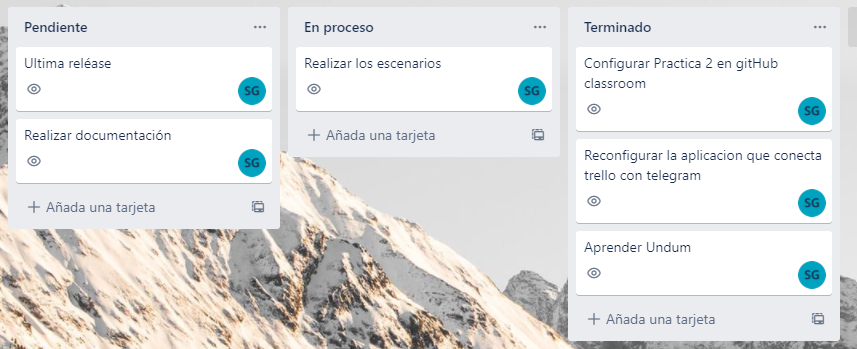 Pendiente
Ultima reléase
SG
Realizar documentación
SG
Añada una tarjeta
En proceso
Realizar los escenarios
SG
Añada una tarjeta
Terminado
Configurar Practica 2 en gitHub
classroom
SG
Reconfigurar la aplicacion que conecta
trello con telegram
SG
Aprender Undum
SG
Añada una tarjeta